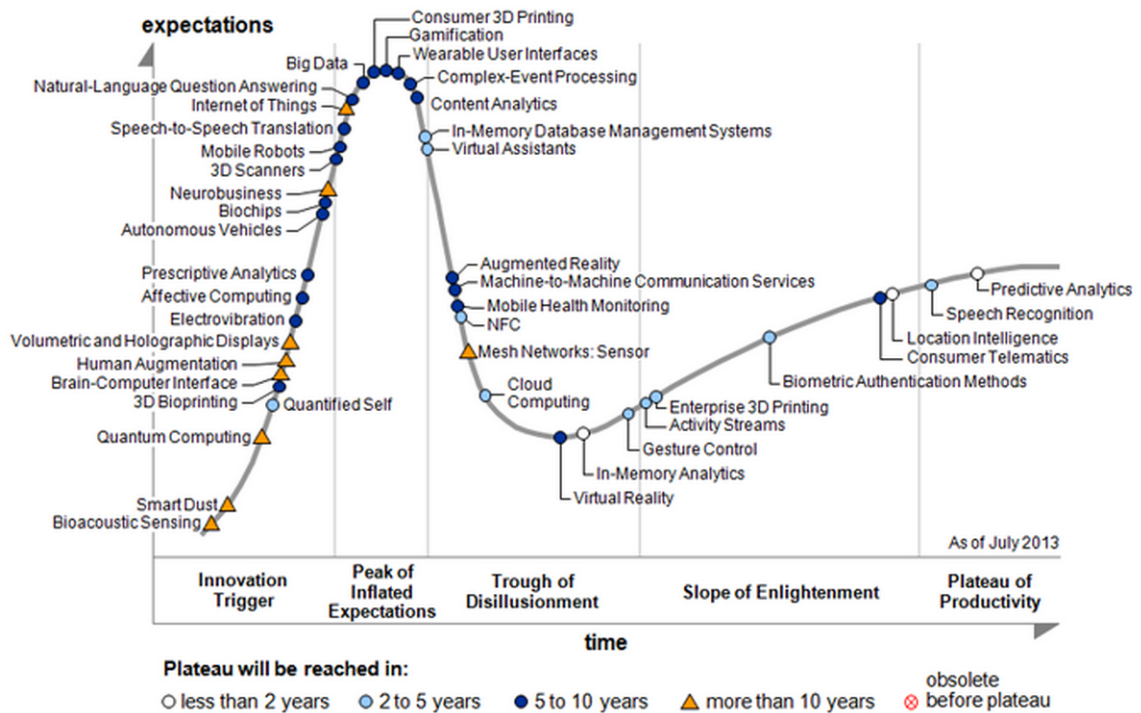 expectations
Consumer 3D Printing
Gamification
Wearable User Interfaces
Big Data
Complex-Event Processing
Natural-Language Question Answering
Content Analytics
Internet of Things
Speech-to-Speech Translation
In-Memory Database Management Systems
Mobile Robots
Virtual Assistants
3D Scanners
Neurobusiness
Biochips
Autonomous Vehicles
Augmented Reality
Prescriptive Analytics
Machine-to-Machine Communication Services
Predictive Analytics
Affective Computing
Mobile Health Monitoring
Speech Recognition
Electrovibration
NFC
Location Intelligence
Volumetric and Holographic Displays
Mesh Networks: Sensor
Consumer Telematics
Human Augmentation
Brain-Computer Interface
Cloud
Computing
Biometric Authentication Methods
3D Bioprinting
Quantified Self
Enterprise 3D Printing
Activity Streams
Quantum Computing
Gesture Control
In-Memory Analytics
Virtual Reality
Smart Dust
Bioacoustic Sensing
As of July 2013
Innovation
Trigger
Peak of
Inflated
Expectations
Trough of
Disillusionment
Slope of Enlightenment
Plateau of
Productivity
time
Plateau will be reached in:
less than 2 years
2 to 5 years
5 to 10 years
more than 10 years
obsolete
before plateau